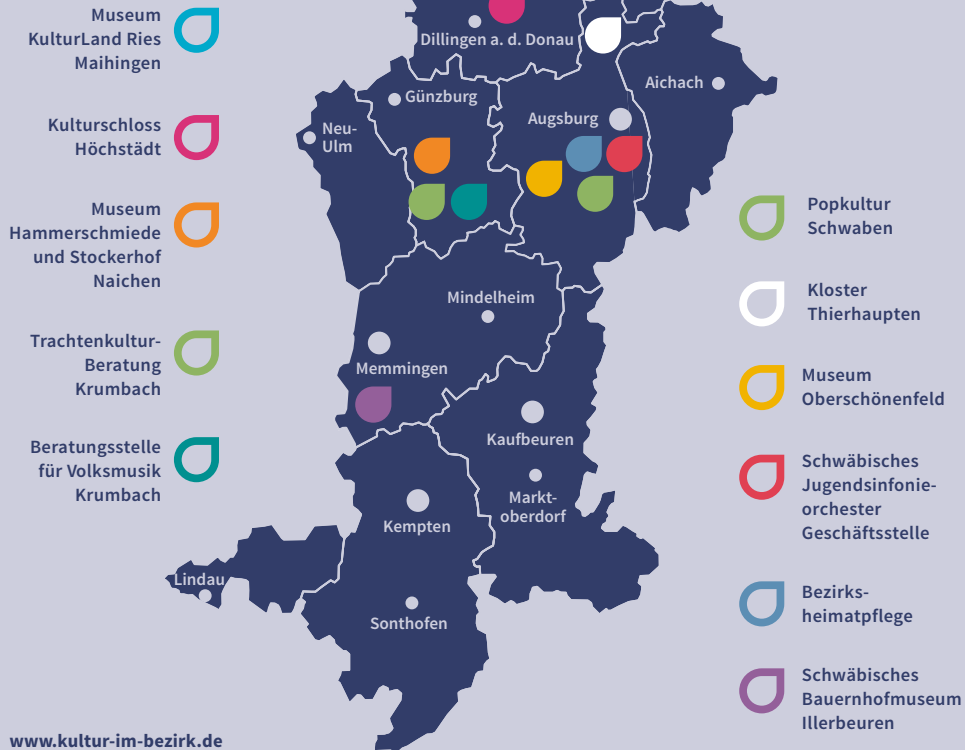 Museum
KulturLand Ries
Maihingen
Kulturschloss
Höchstädt
Museum
Hammerschmiede
und Stockerhof
Naichen
Trachtenkultur-
Beratung
Krumbach
Beratungsstelle
für Volksmusik
Krumbach
Dillingen a. d. Donau
Aichach
Günzburg
Augsburg
Neu-
Ulm
Mindelheim
Memmingen
Kaufbeuren
Markt-
oberdorf
Kempten
Lindau
Sonthofen
Popkultur
Schwaben
Kloster
Thierhaupten
Museum
Oberschönenfeld
Schwäbisches
Jugendsinfonie-
orchester
Geschäftsstelle
Bezirks-
heimatpflege
Schwäbisches
Bauernhofmuseum
Illerbeuren
www.kultur-im-bezirk.de